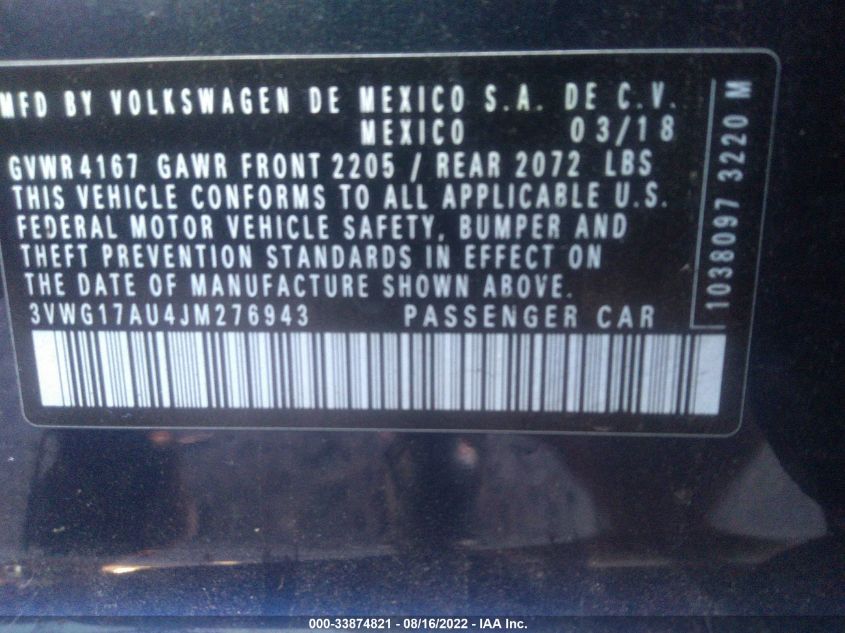 MFD BY VOLKSWAGEN DE MEXICO S.A. DE C.V.
MEXICO 03/18
GVWR 4167 GAWR FRONT 2205 / REAR 2072 LBS
THIS VEHICLE CONFORMS TO ALL APPLICABLE U.S.
FEDERAL MOTOR VEHICLE SAFETY, BUMPER AND
THEFT PREVENTION STANDARDS IN EFFECT ON
THE DATE OF MANUFACTURE SHOWN ABOVE.
3VWG17AU4JM276943 PASSENGER CAR
1038097 3220 M
000-33874821 - 08/16/2022 - IAA Inc.